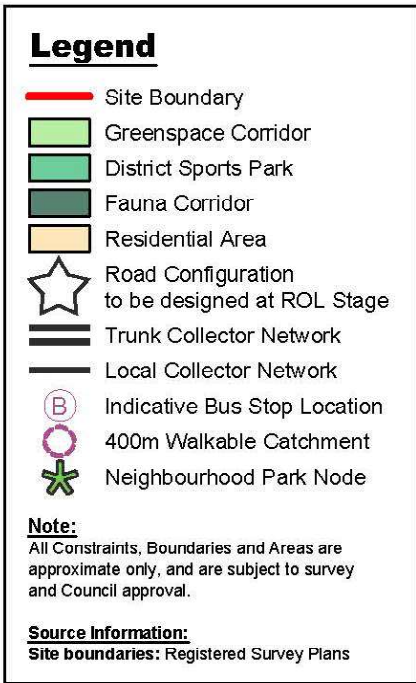 Legend
Site Boundary
Greenspace Corridor
District Sports Park
Fauna Corridor
Residential Area
Road Configuration
to be designed at ROL Stage
Trunk Collector Network
Local Collector Network
B Indicative Bus Stop Location
400m Walkable Catchment
Neighbourhood Park Node
Note:
All Constraints, Boundaries and Areas are
approximate only, and are subject to survey
and Council approval.
Source Information:
Site boundaries: Registered Survey Plans